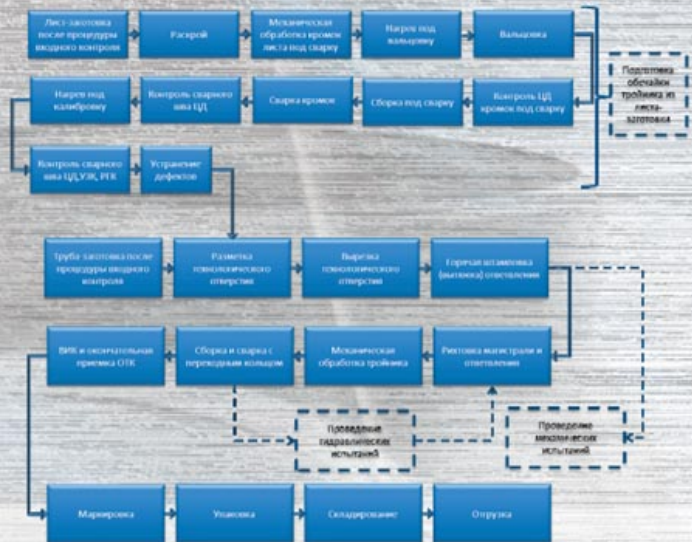 Лист-заготовка
после процедуры
входного контроля
Раскрой
Механическая
обработка кромок
листа под сварку
Нагрев под
вальцовку
Вальцовка
Подготовка
обечайки
тройника из
листа-
заготовки
Нагрев под
калибровку
Контроль сварного
шва ЦД
Сварка кромок
Сборка под сварку
Контроль ЦД
кромок под сварку
Контроль сварного
шва ЦД,УЗК, РГК
Устранение
дефектов
Труба-заготовка после
процедуры входного
контроля
Разметка
технологического
отверстия
Вырезка
технологического
отверстия
Горячая штамповка
(вытяжка) ответвления
ВИК и окончательная
приемка ОТК
Сборка и сварка с
переходным кольцом
Механическая
обработка тройника
Рихтовка магистрали и
ответвления
Проведение
гидравлических
испытаний
Проведение
механических
испытаний
Маркировка
Упаковка
Складирование
Отгрузка